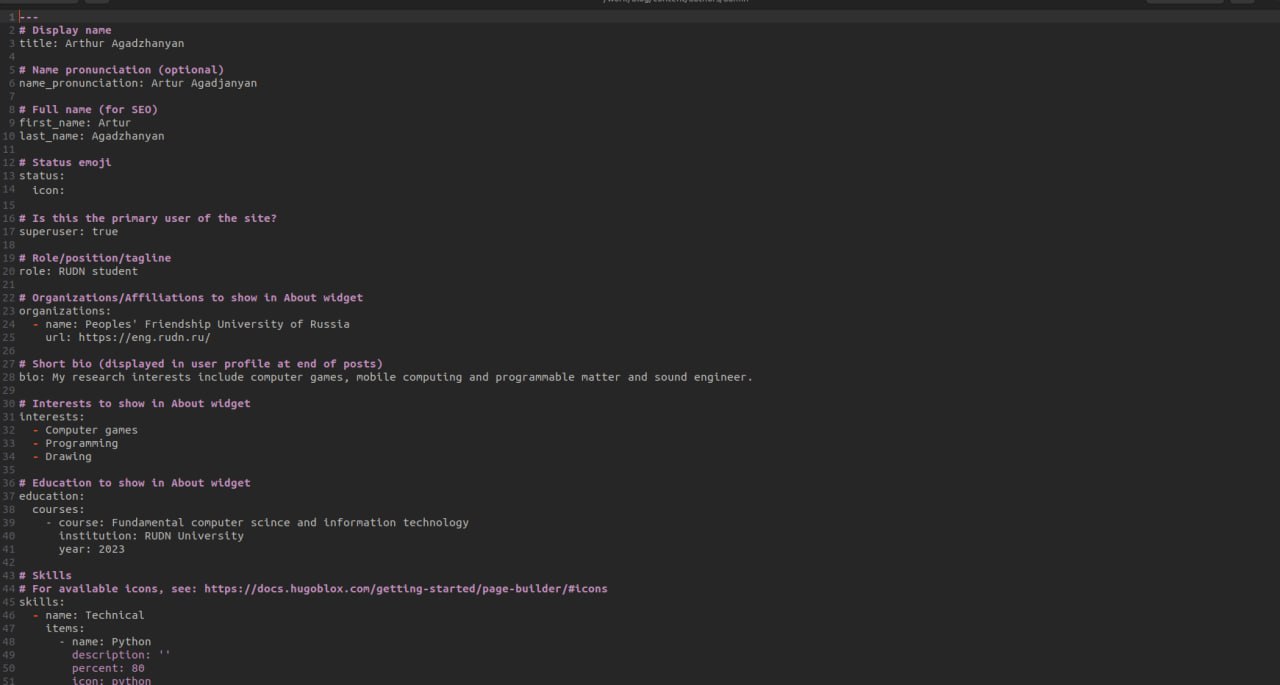 1 ---
2 # Display name
3 title: Arthur Agadzhanyan
4
5 # Name pronunciation (optional)
6 name_pronunciation: Artur Agadjanyan
7
8 # Full name (for SEO)
9 first_name: Artur
10 last_name: Agadzhanyan
11
12 # Status emoji
13 status:
14   icon:
15
16 # Is this the primary user of the site?
17 superuser: true
18
19 # Role/position/tagline
20 role: RUDN student
21
22 # Organizations/Affiliations to show in About widget
23 organizations:
24   - name: Peoples' Friendship University of Russia
25     url: https://eng.rudn.ru/
26
27 # Short bio (displayed in user profile at end of posts)
28 bio: My research interests include computer games, mobile computing and programmable matter and sound engineer.
29
30 # Interests to show in About widget
31 interests:
32   - Computer games
33   - Programming
34   - Drawing
35
36 # Education to show in About widget
37 education:
38   courses:
39     - course: Fundamental computer scince and information technology
40       institution: RUDN University
41       year: 2023
42
43 # Skills
44 # For available icons, see: https://docs.hugoblox.com/getting-started/page-builder/#icons
45 skills:
46   - name: Technical
47     items:
48       - name: Python
49         description: ''
50         percent: 80
51         icon: python